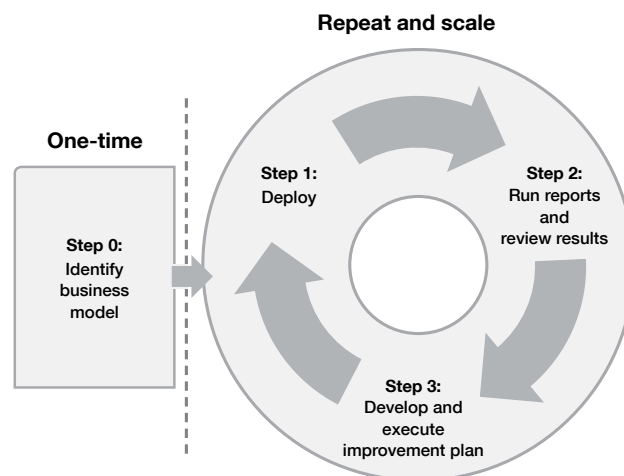 Repeat and scale
One-time
Step 0:
Identify
business
model
Step 1:
Deploy
Step 2:
Run reports
and
review results
Step 3:
Develop and
execute
improvement plan